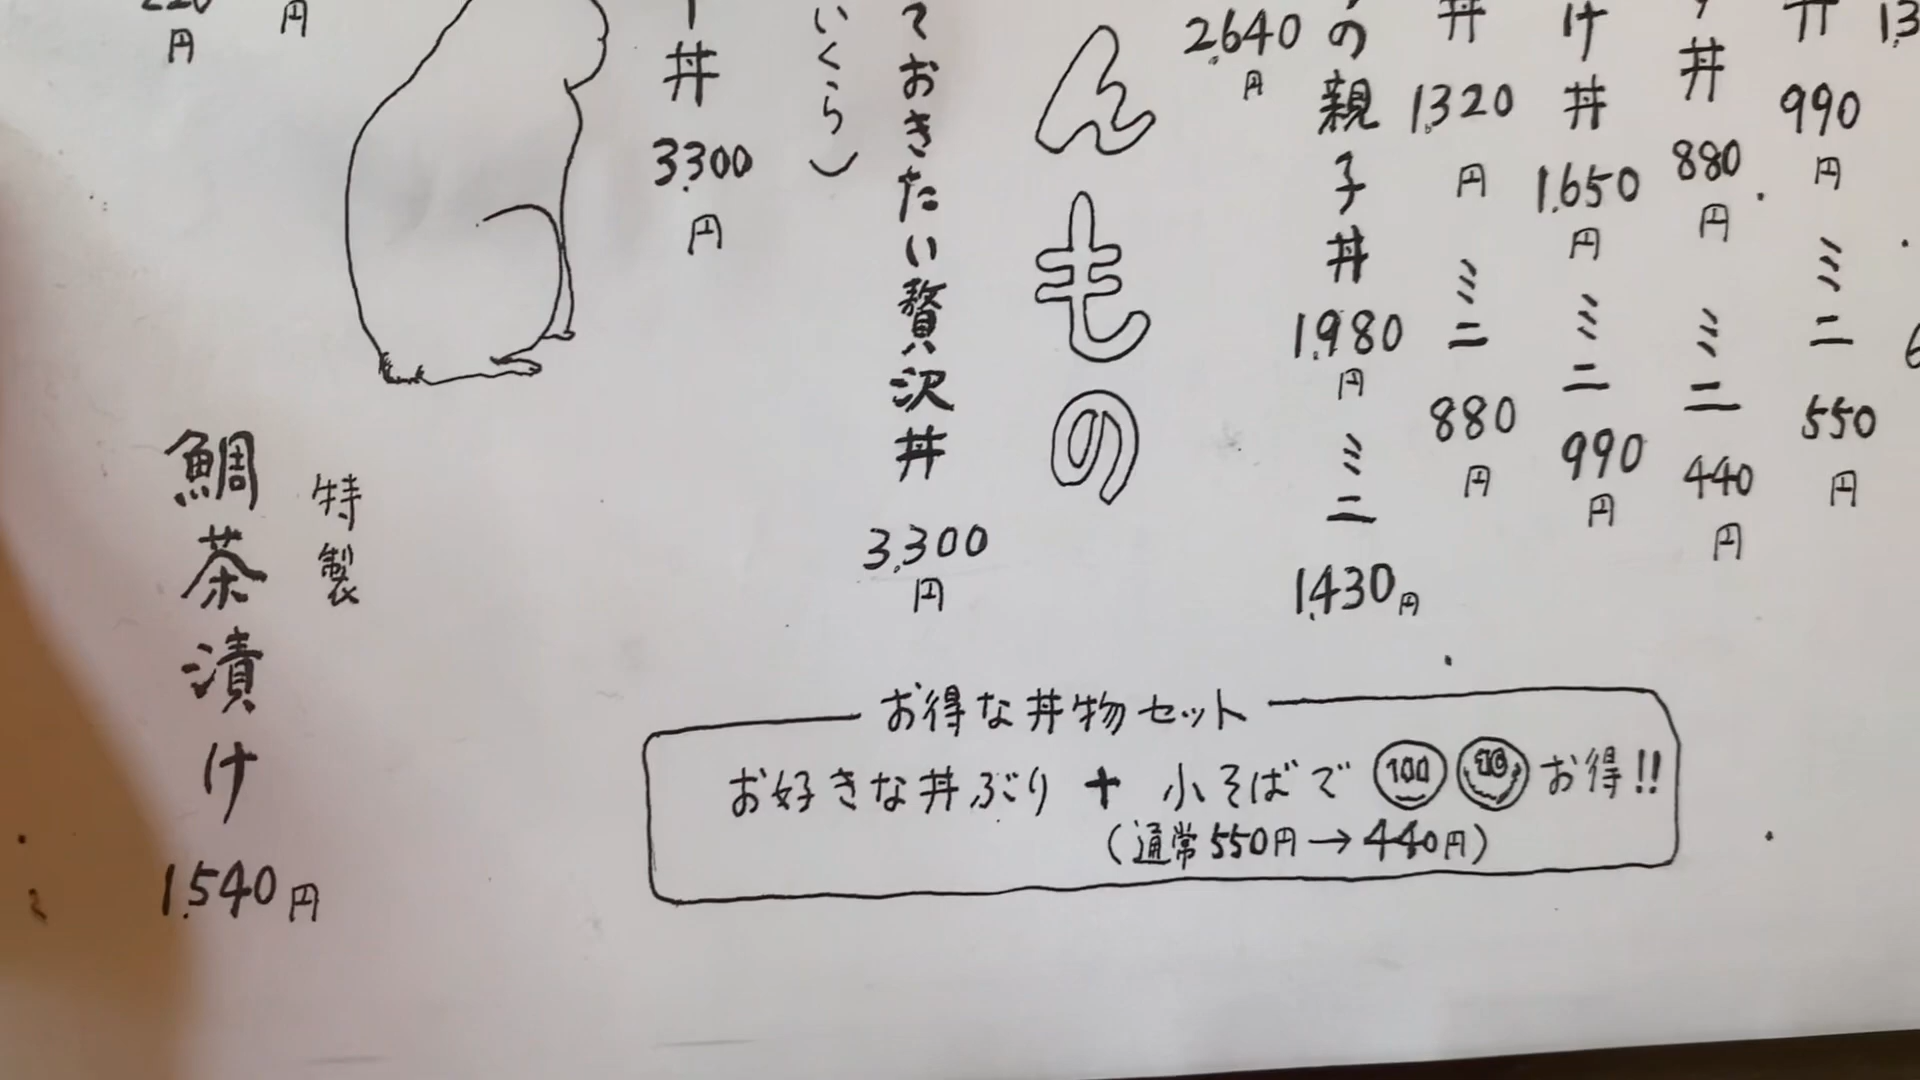 990
円
ミニ
550
円
丼
880
円
ミニ
440
円
け丼
1,650
円
ミニ
990
円
丼
1,320
円
ミニ
880
円
の親子丼
1,980
円
ミニ
1,430円
2,640
円
んもの
ておきたい贅沢丼
3,300
円
いくら）
ー丼
3,300
円
円
円
特製
鯛茶漬け
1,540円
お得な丼物セット
お好きな丼ぶり + 小そばで 100 10 お得!!
(通常550円→440円)